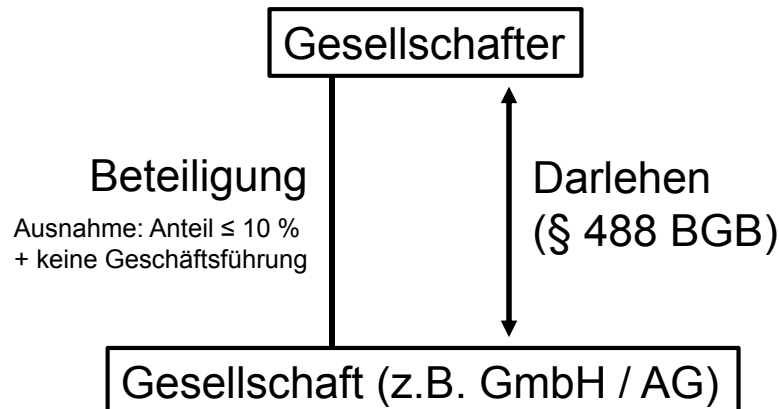 Gesellschafter
Beteiligung
Ausnahme: Anteil ≤ 10 %
+ keine Geschäftsführung
Darlehen
(§ 488 BGB)
Gesellschaft (z.B. GmbH / AG)